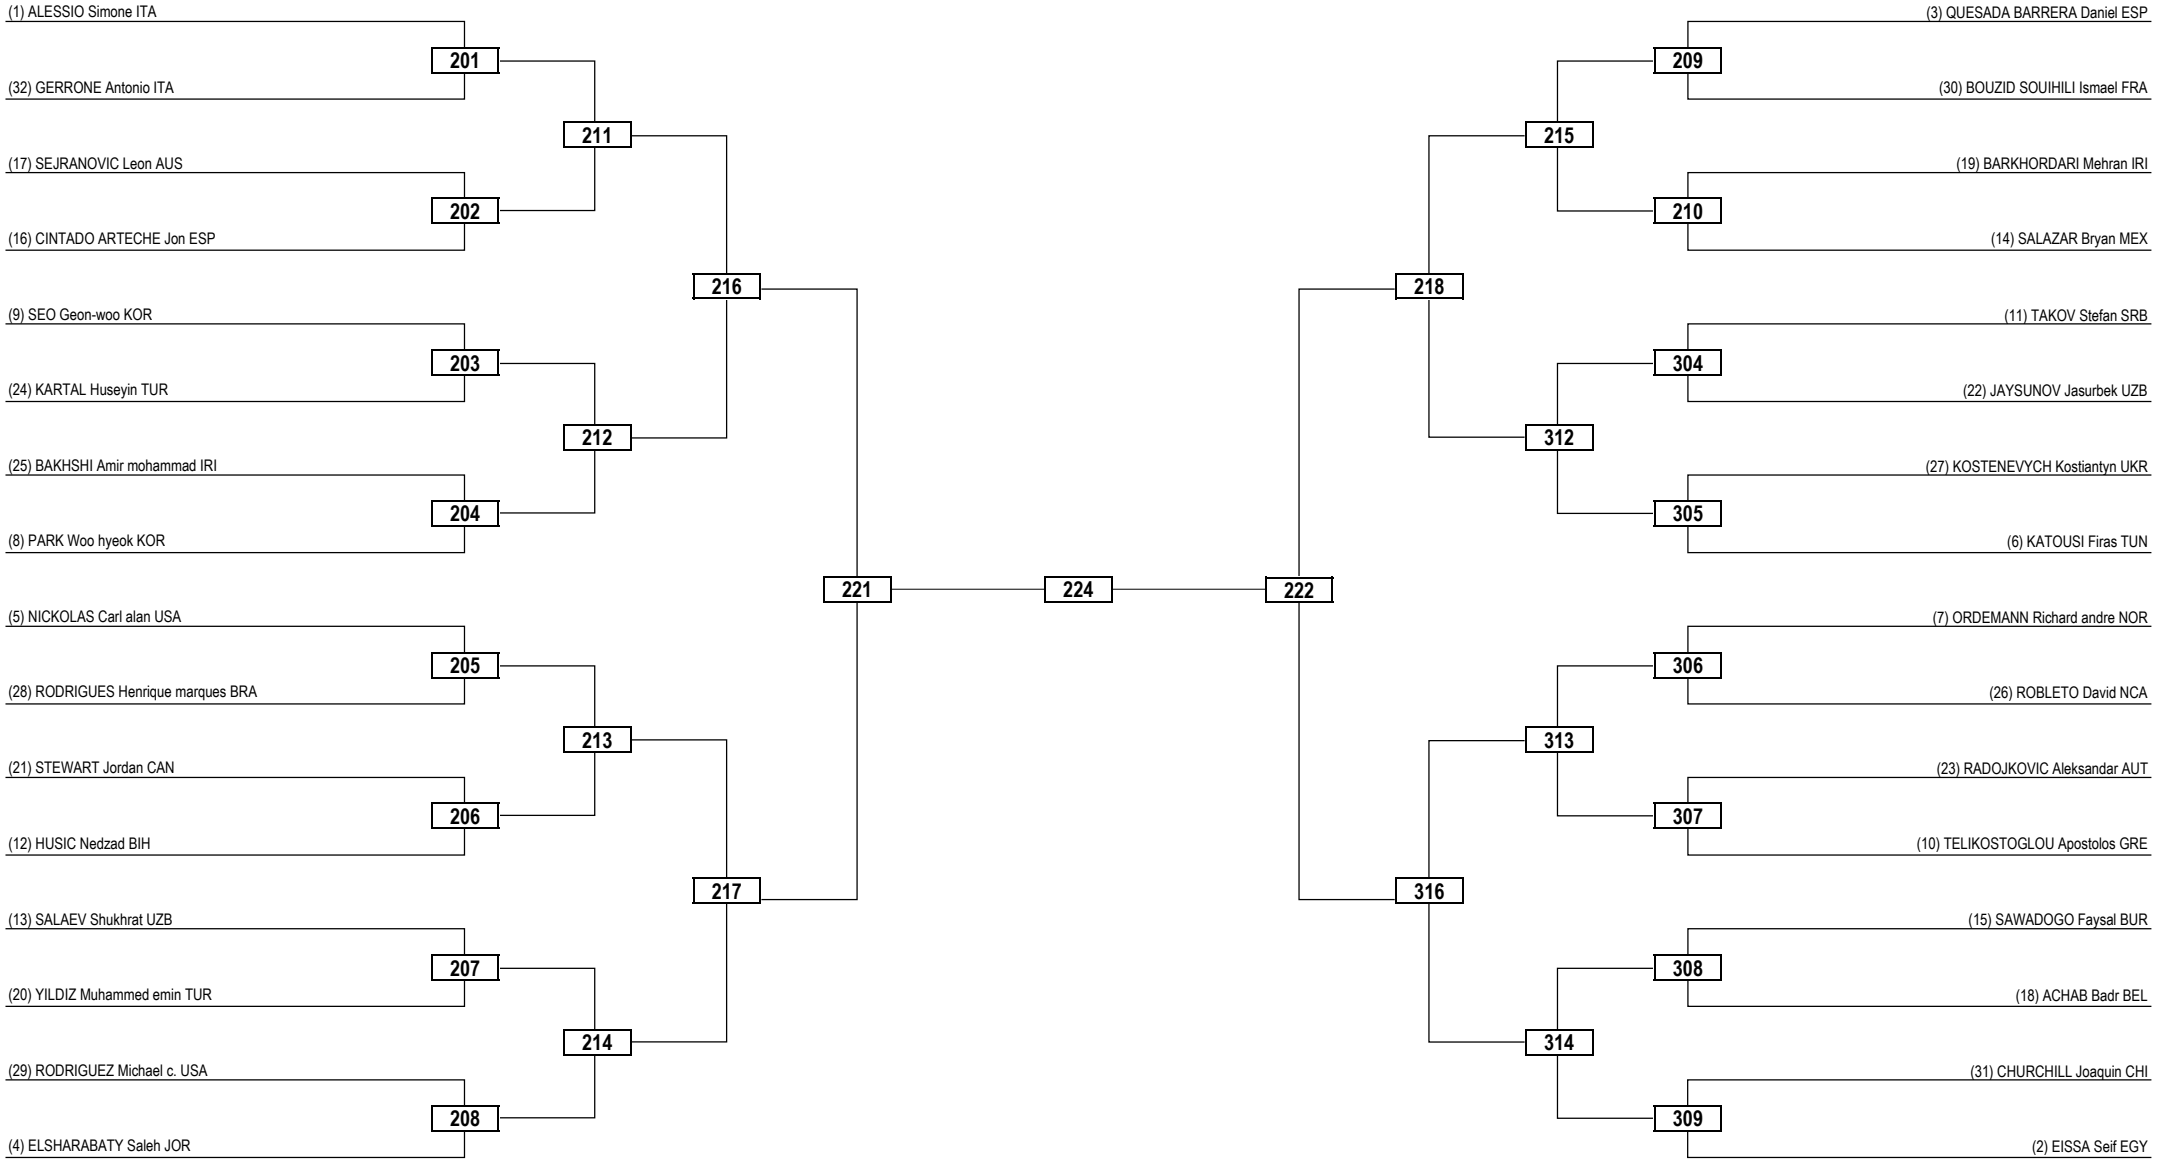 (1) ALESSIO Simone ITA
(3) QUESADA BARRERA Daniel ESP
201
209
(32) GERRONE Antonio ITA
(30) BOUZID SOUIHILI Ismael FRA
211
215
(17) SEJRANOVIC Leon AUS
(19) BARKHORDARI Mehran IRI
202
210
(16) CINTADO ARTECHE Jon ESP
(14) SALAZAR Bryan MEX
216
218
(9) SEO Geon-woo KOR
(11) TAKOV Stefan SRB
203
304
(24) KARTAL Huseyin TUR
(22) JAYSUNOV Jasurbek UZB
212
312
(25) BAKHSHI Amir mohammad IRI
(27) KOSTENEVYCH Kostiantyn UKR
204
305
(8) PARK Woo hyeok KOR
(6) KATOUSI Firas TUN
221
224
222
(5) NICKOLAS Carl alan USA
(7) ORDEMANN Richard andre NOR
205
306
(28) RODRIGUES Henrique marques BRA
(26) ROBLETO David NCA
213
313
(21) STEWART Jordan CAN
(23) RADOJKOVIC Aleksandar AUT
206
307
(12) HUSIC Nedzad BIH
(10) TELIKOSTOGLOU Apostolos GRE
217
316
(13) SALAEV Shukhrat UZB
(15) SAWADOGO Faysal BUR
207
308
(20) YILDIZ Muhammed emin TUR
(18) ACHAB Badr BEL
214
314
(29) RODRIGUEZ Michael c. USA
(31) CHURCHILL Joaquin CHI
208
309
(4) ELSHARABATY Saleh JOR
(2) EISSA Seif EGY